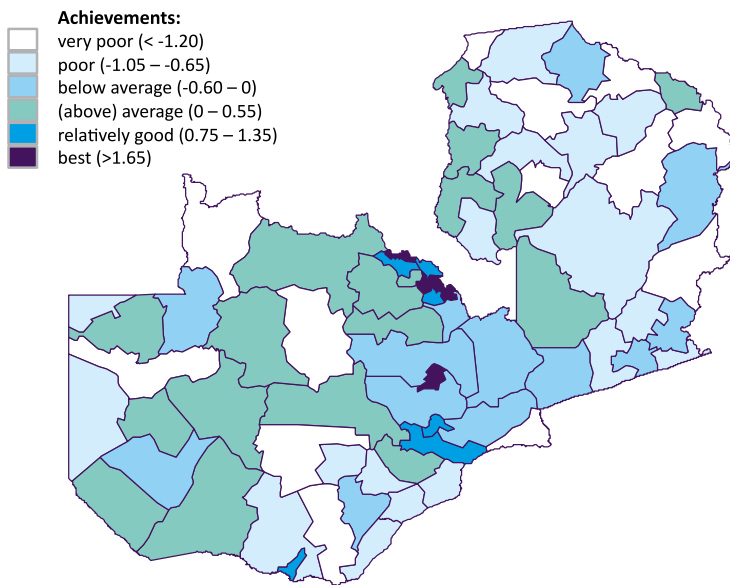 Achievements:
very poor (< -1.20)
poor (-1.05 – -0.65)
below average (-0.60 – 0)
(above) average (0 – 0.55)
relatively good (0.75 – 1.35)
best (>1.65)